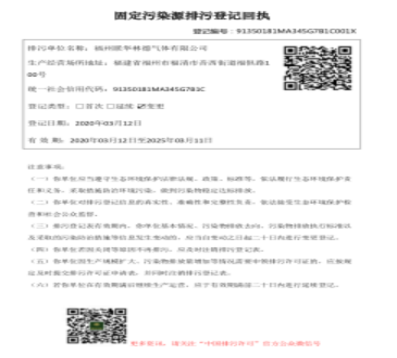 固定污染源排污登记回执
登记编号：91350181MA345G7B1C001X
排污单位名称：福州联华林德气体有限公司
生产经营场所地址：福建省福州市福清市音西街道福铁路1
00号
统一社会信用代码：91350181MA345G7B1C
登记类型：□首次 □延续 ☑变更
登记日期：2020年03月12日
有 效 期：2020年03月12日至2025年03月11日
注意事项：
（一）你单位应当遵守生态环境保护法律法规、政策、标准等，依法履行生态环境保护责
任和义务，采取措施防治环境污染，做到污染物稳定达标排放。
（二）你单位对排污登记信息的真实性、准确性和完整性负责，依法接受生态环境保护检
查和社会公众监督。
（三）排污登记表有效期内，你单位基本情况、污染物排放去向、污染物排放执行标准以
及采取的污染防治措施等信息发生变动的，应当自变动之日起二十日内进行变更登记。
（四）你单位若因关闭等原因不再排污，应及时注销排污登记表。
（五）你单位因生产规模扩大、污染物排放量增加等情况需要申领排污许可证的，应按规
定及时提交排污许可证申请表，并同时注销排污登记表。
（六）若你单位在有效期满后继续生产运营，应于有效期满前二十日内进行延续登记。
更多资讯，请关注“中国排污许可”官方公众微信号